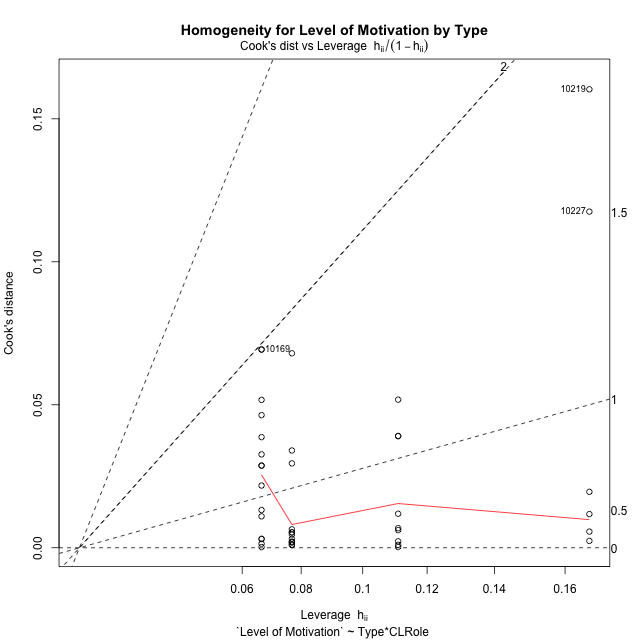 Homogeneity for Level of Motivation by Type
Cook's dist vs Leverage hii/(1 − hii)
2
10219
0.15
10227
1.5
0.10
Cook's distance
10169
0.05
1
0.5
0.00
0
0.06 0.08 0.1 0.12 0.14 0.16
Leverage hii
`Level of Motivation` ~ Type*CLRole